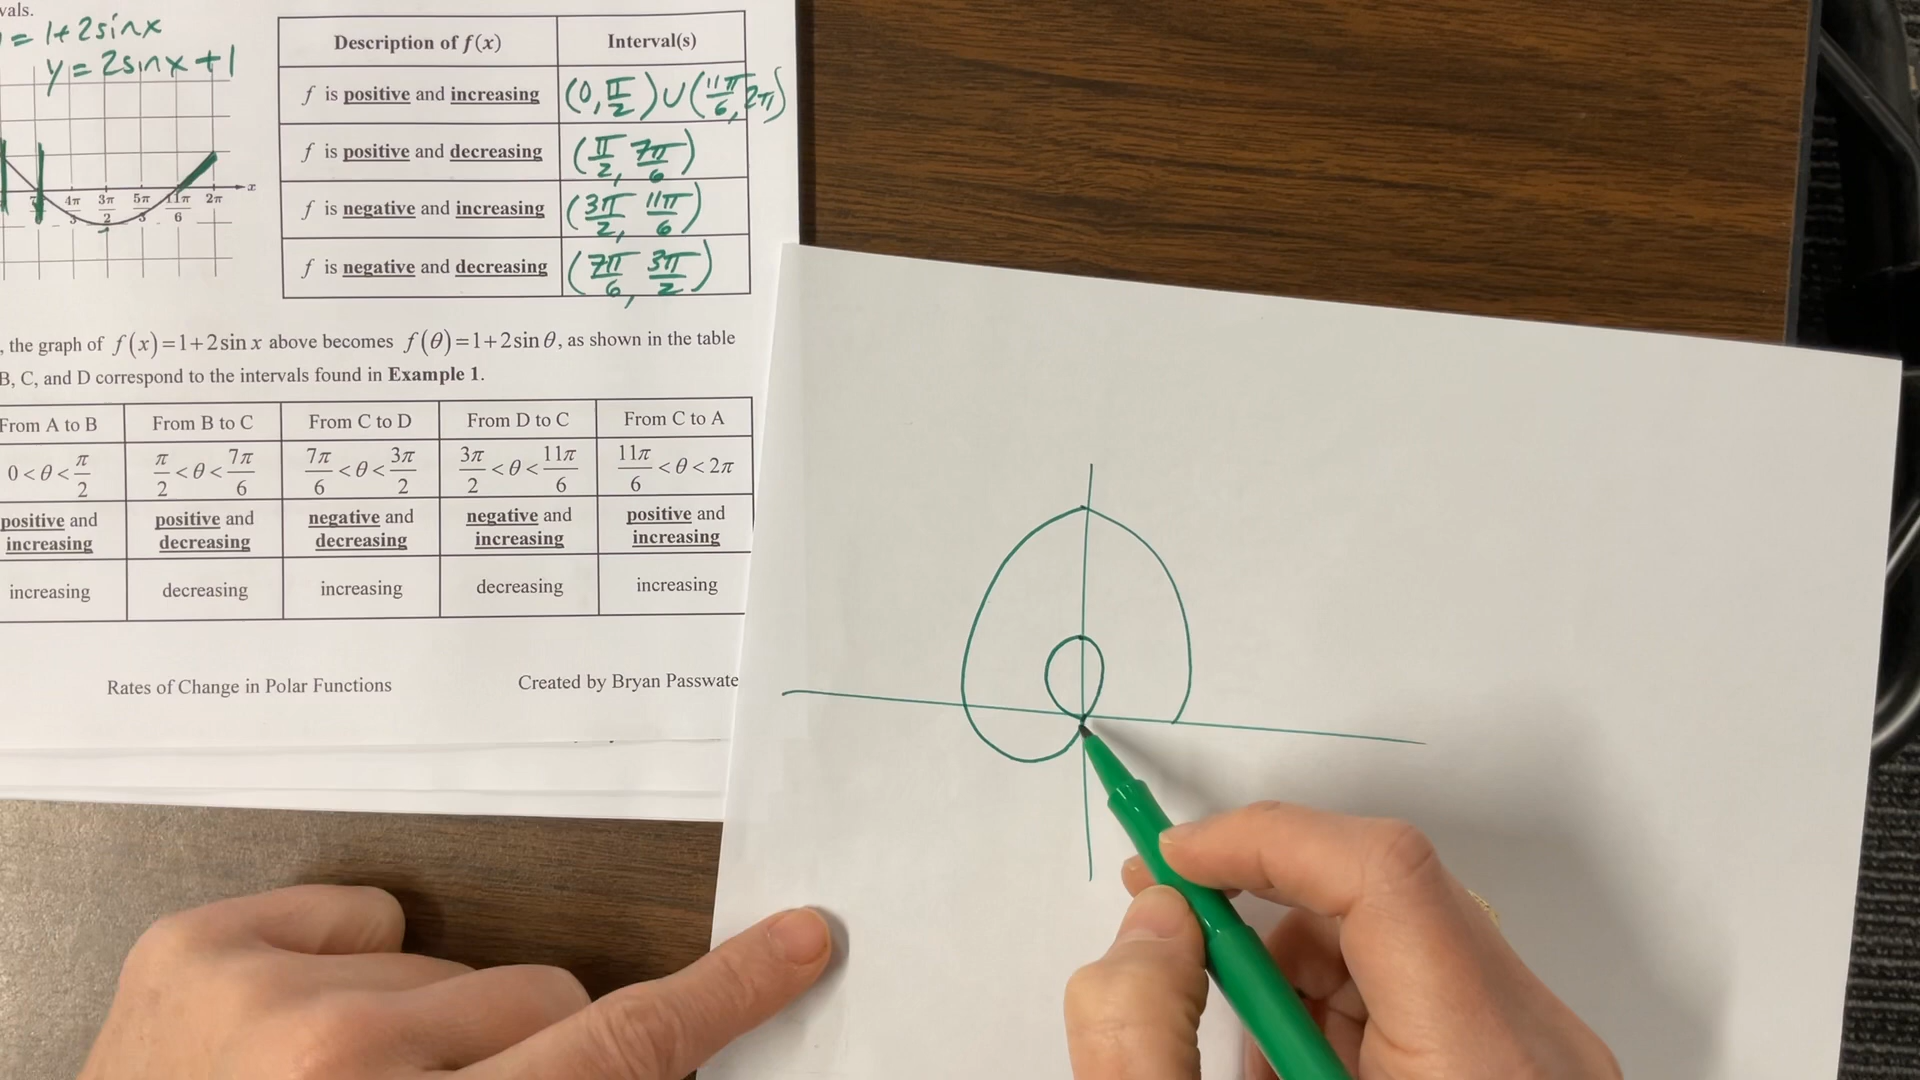 vals.
= 1+2sinx
y = 2sinx + 1
4π/3 3π/2 5π/3 11π/6 2π x
Description of f(x) Interval(s)
f is positive and increasing (0, π/2) ∪ (11π/6, 2π)
f is positive and decreasing (π/2, 7π/6)
f is negative and increasing (3π/2, 11π/6)
f is negative and decreasing (7π/6, 3π/2)
, the graph of f(x)=1+2sin x above becomes f(θ)=1+2sin θ, as shown in the table
B, C, and D correspond to the intervals found in Example 1.
From A to B From B to C From C to D From D to C From C to A
0<θ<π/2 π/2<θ<7π/6 7π/6<θ<3π/2 3π/2<θ<11π/6 11π/6<θ<2π
positive and positive and negative and negative and positive and
increasing decreasing decreasing increasing increasing
increasing decreasing increasing decreasing increasing
Rates of Change in Polar Functions Created by Bryan Passwate